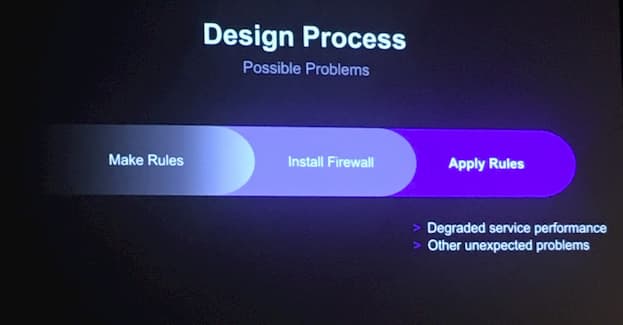 Design Process
Possible Problems
Make Rules
Install Firewall
Apply Rules
> Degraded service performance
> Other unexpected problems